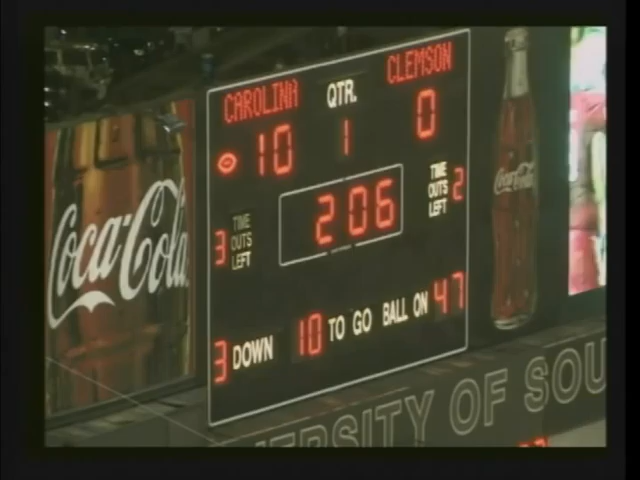 CAROLINA QTR. CLEMSON
10 1 0
Coca-Cola
3 TIME OUTS LEFT
206
TIME OUTS LEFT 2
Coca-Cola
3 DOWN 10 TO GO BALL ON 47
VERSITY OF SOU